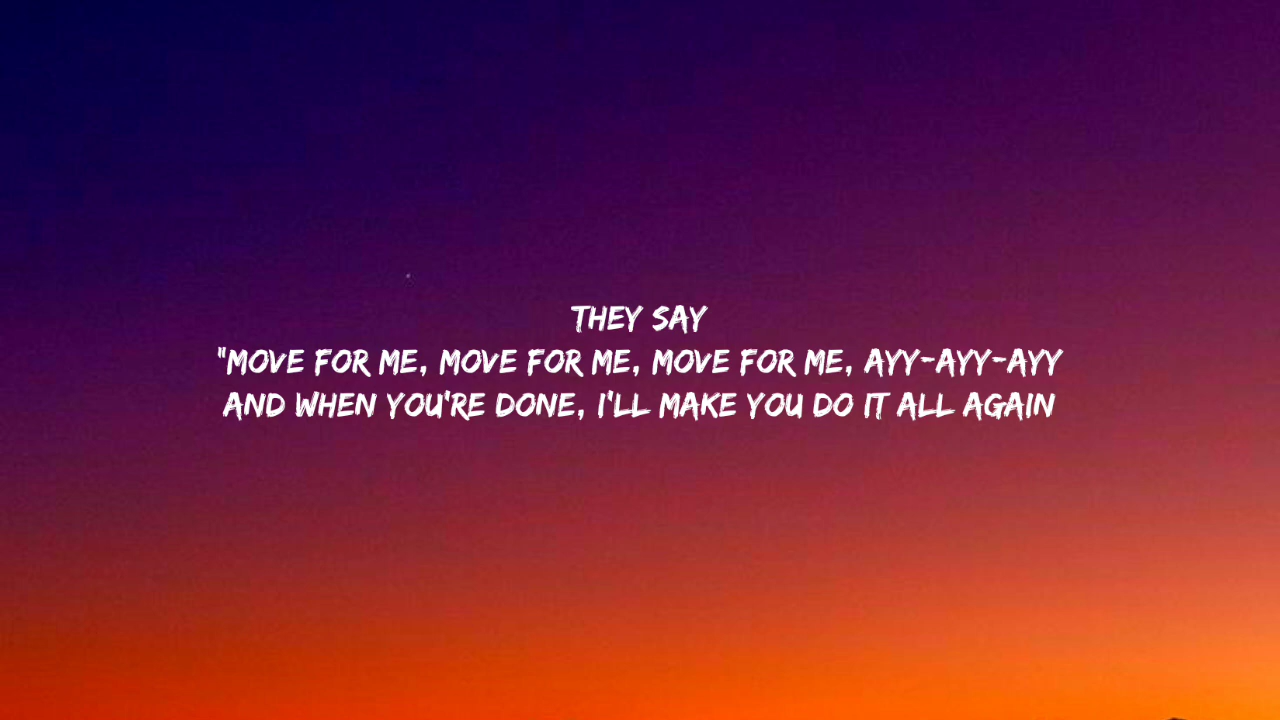 THEY SAY
"MOVE FOR ME, MOVE FOR ME, MOVE FOR ME, AYY-AYY-AYY
AND WHEN YOU'RE DONE, I'LL MAKE YOU DO IT ALL AGAIN